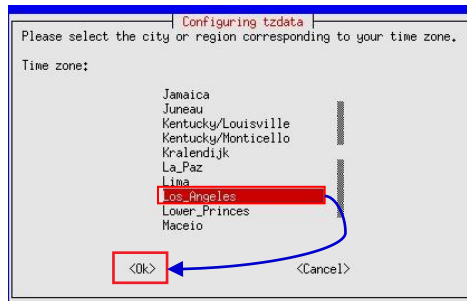 Configuring tzdata
Please select the city or region corresponding to your time zone.
Time zone:
Jamaica
Juneau
Kentucky/Louisville
Kentucky/Monticello
Kralendijk
La_Paz
Lima
Los_Angeles
Lower_Princes
Maceio
<Ok> <Cancel>